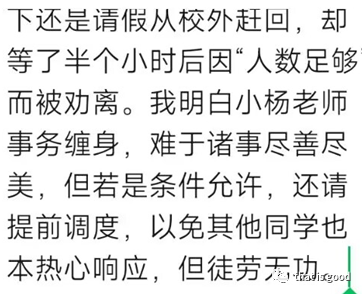 下还是请假从校外赶回，却
等了半个小时后因“人数足够”
而被劝离。我明白小杨老师
事务缠身，难于诸事尽善尽
美，但若是条件允许，还请
提前调度，以免其他同学也
本热心响应，但徒劳无功
travisgood